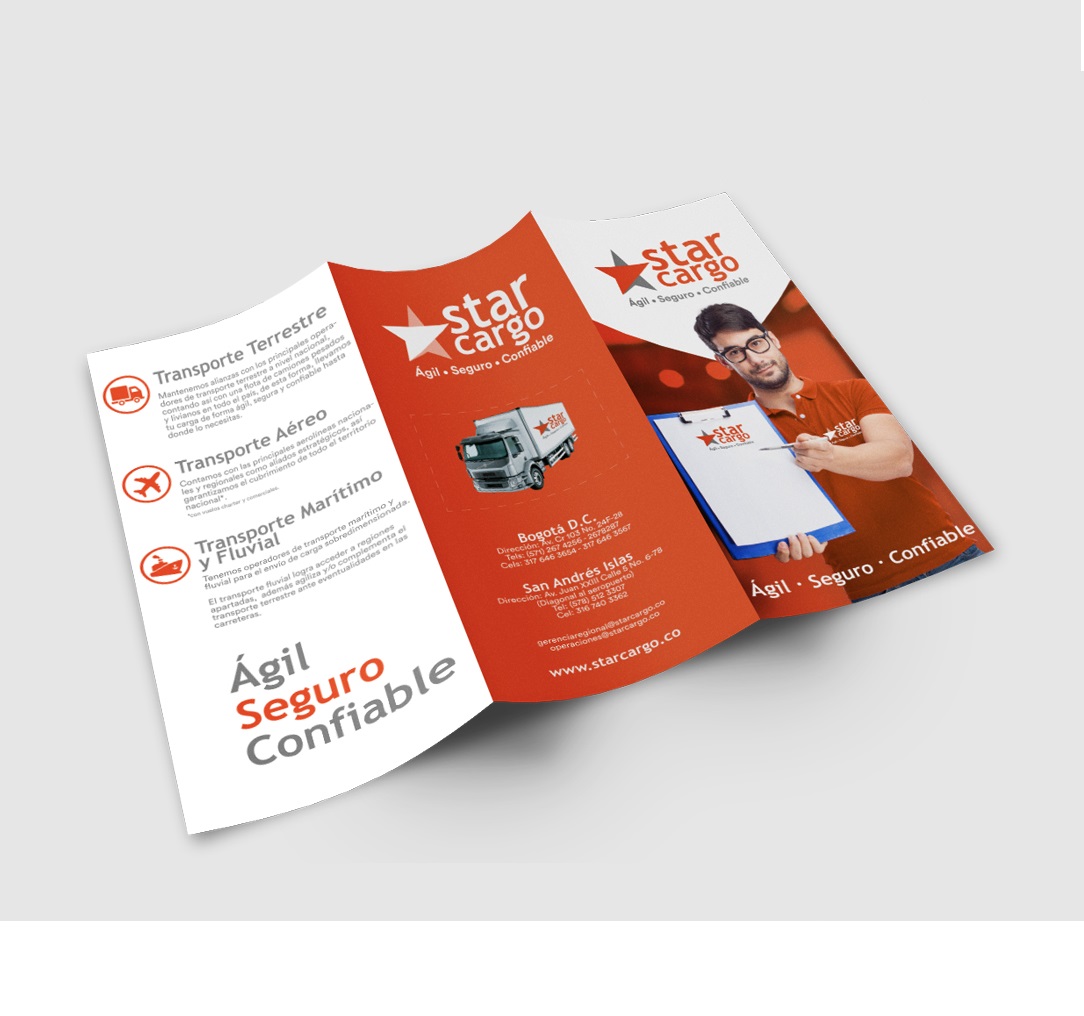 Transporte Terrestre
Mantenemos alianzas con los principales opera-
dores de transporte terrestre a nivel nacional,
contando así con una flota de camiones pesados
y livianos en todo el país, de esta forma, llevamos
tu carga de forma ágil, segura y confiable hasta
donde lo necesitas.
Transporte Aéreo
Contamos con las principales aerolíneas naciona-
les y regionales como aliados estratégicos, así
garantizamos el cubrimiento de todo el territorio
nacional*.
*Con vuelos charter y comerciales.
Transporte Marítimo
y Fluvial
Tenemos operadores de transporte marítimo y
fluvial para el envío de carga sobredimensionada.
El transporte fluvial logra acceder a regiones
apartadas, además agiliza y/o complementa el
transporte terrestre ante eventualidades en las
carreteras.
Ágil
Seguro
Confiable
star
cargo
Ágil • Seguro • Confiable
star
cargo
Bogotá D.C.
Dirección: Av. Cr 103 No. 24F-28
Tels: (571) 267 4256 - 2679287
Cels: 317 646 3654 - 317 646 3567
San Andrés Islas
Dirección: Av. Juan XXIII Calle 5 No. 6-78
(Diagonal al aeropuerto)
Tel: (578) 512 3307
Cel: 316 740 3362
gerenciaregional@starcargo.co
operaciones@starcargo.co
www.starcargo.co
star
cargo
Ágil • Seguro • Confiable
star
cargo
star
cargo
Ágil · Seguro · Confiable